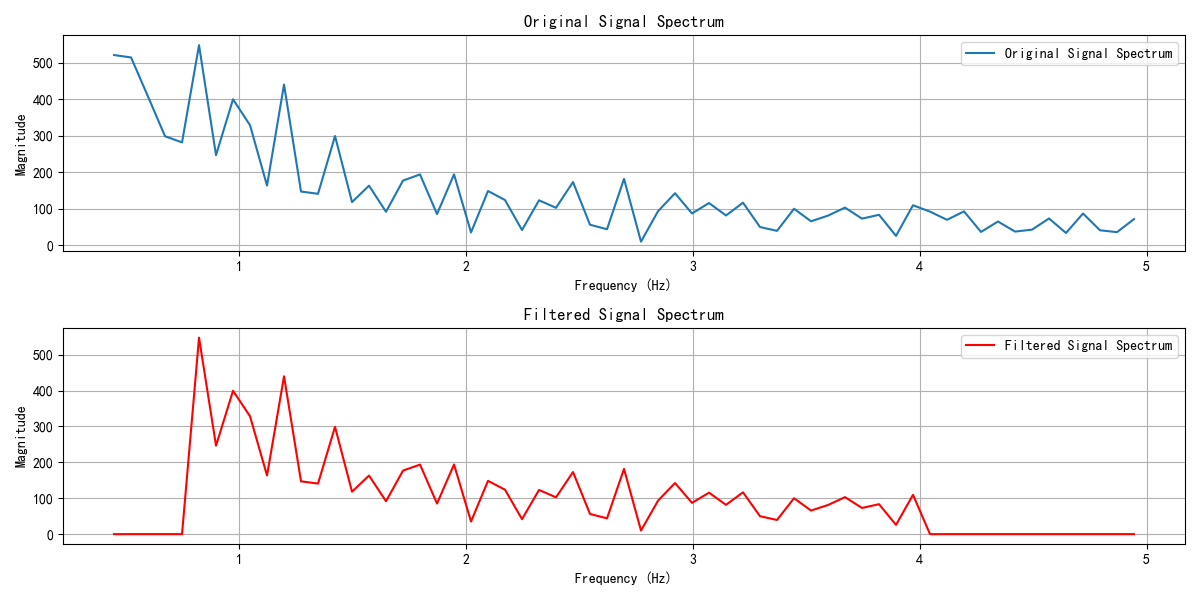 Original Signal Spectrum
Original Signal Spectrum
Magnitude
500
400
300
200
100
0
1 2 3 4 5
Frequency (Hz)
Filtered Signal Spectrum
Filtered Signal Spectrum
Magnitude
500
400
300
200
100
0
1 2 3 4 5
Frequency (Hz)